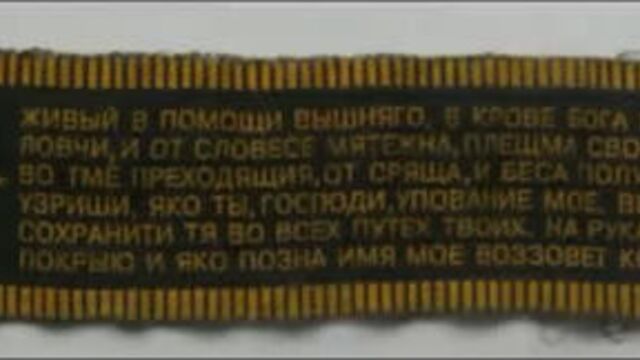 ЖИВЫЙ В ПОМОЩИ ВЫШНЯГО, В КРОВЕ БОГА
ЛОВЧИ, И ОТ СЛОВЕСЕ МЯТЕЖНА, ПЛЕЩМА СВО
ВО ТМЕ ПРЕХОДЯЩИЯ, ОТ СРЯЩА, И БЕСА ПОЛУ
УЗРИШИ, ЯКО ТЫ, ГОСПОДИ, УПОВАНИЕ МОЕ, В
СОХРАНИТИ ТЯ ВО ВСЕХ ПУТЕХ ТВОИХ. НА РУКА
ПОКРЫЮ И ЯКО ПОЗНА ИМЯ МОЕ ВОЗЗОВЕТ К